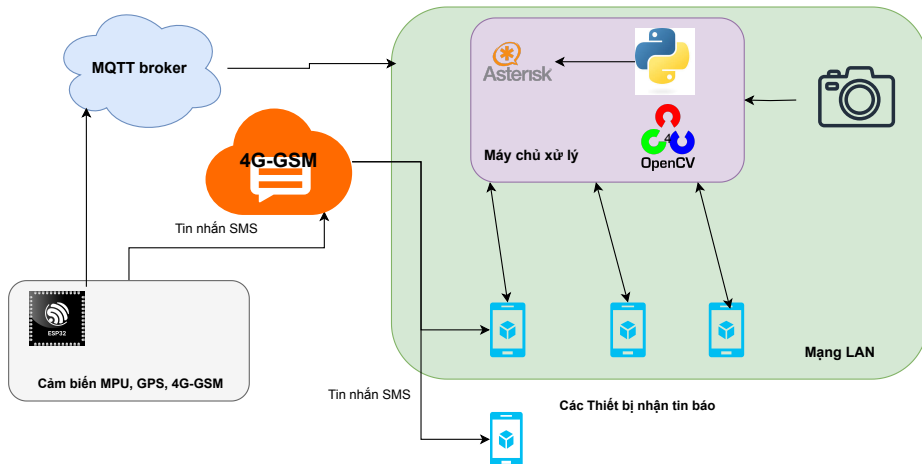 MQTT broker
Asterisk
4
OpenCV
Máy chủ xử lý
4G-GSM
Tin nhắn SMS
ESP32
Cảm biến MPU, GPS, 4G-GSM
Mạng LAN
Tin nhắn SMS
Các Thiết bị nhận tin báo